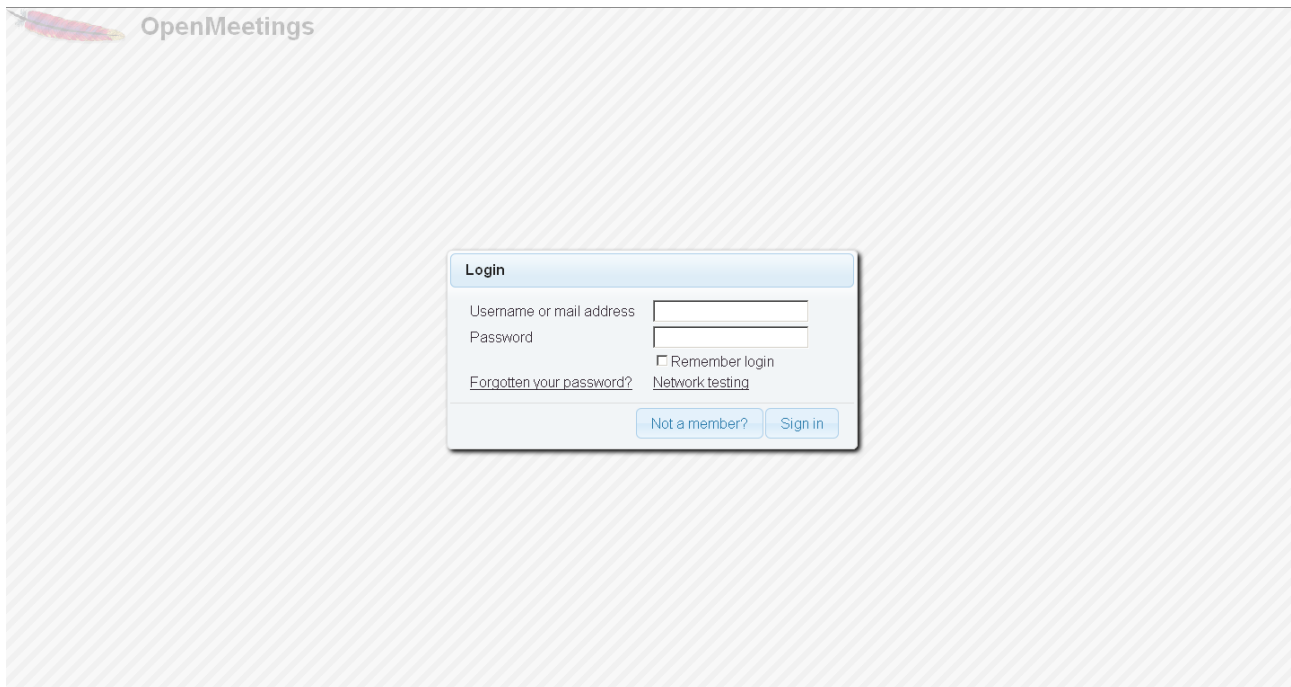 OpenMeetings
Login
Username or mail address
Password
Remember login
Forgotten your password? Network testing
Not a member? Sign in